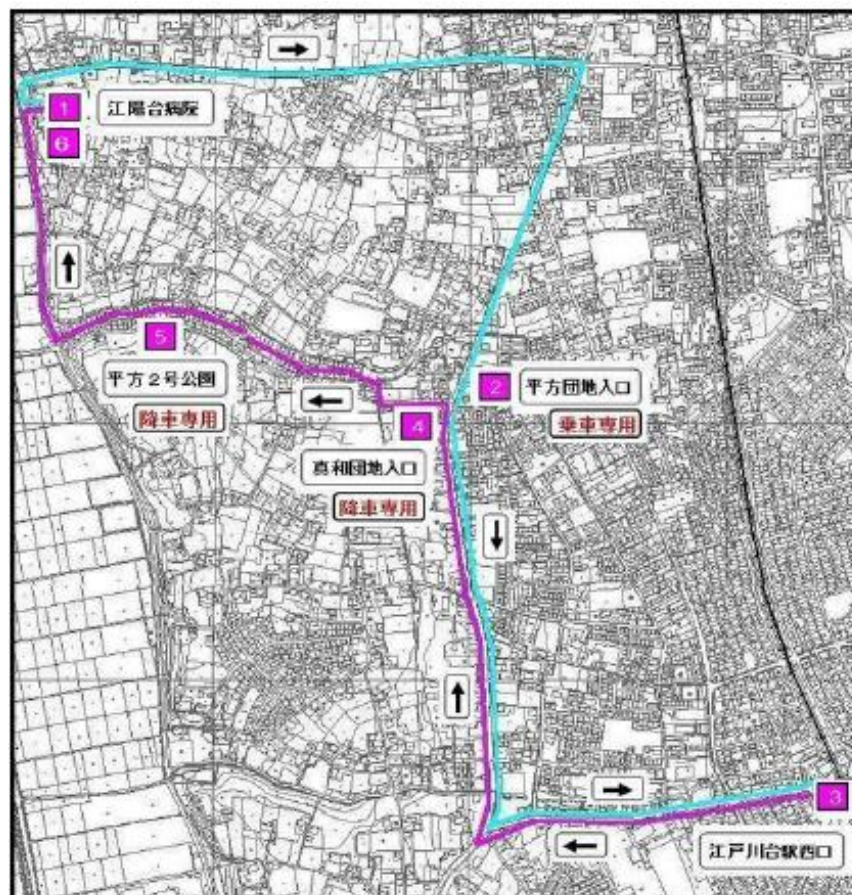 1
江陽台病院
6
5
平方2号公園
降車専用
2
平方団地入口
乗車専用
4
真和団地入口
降車専用
3
江戸川台駅西口